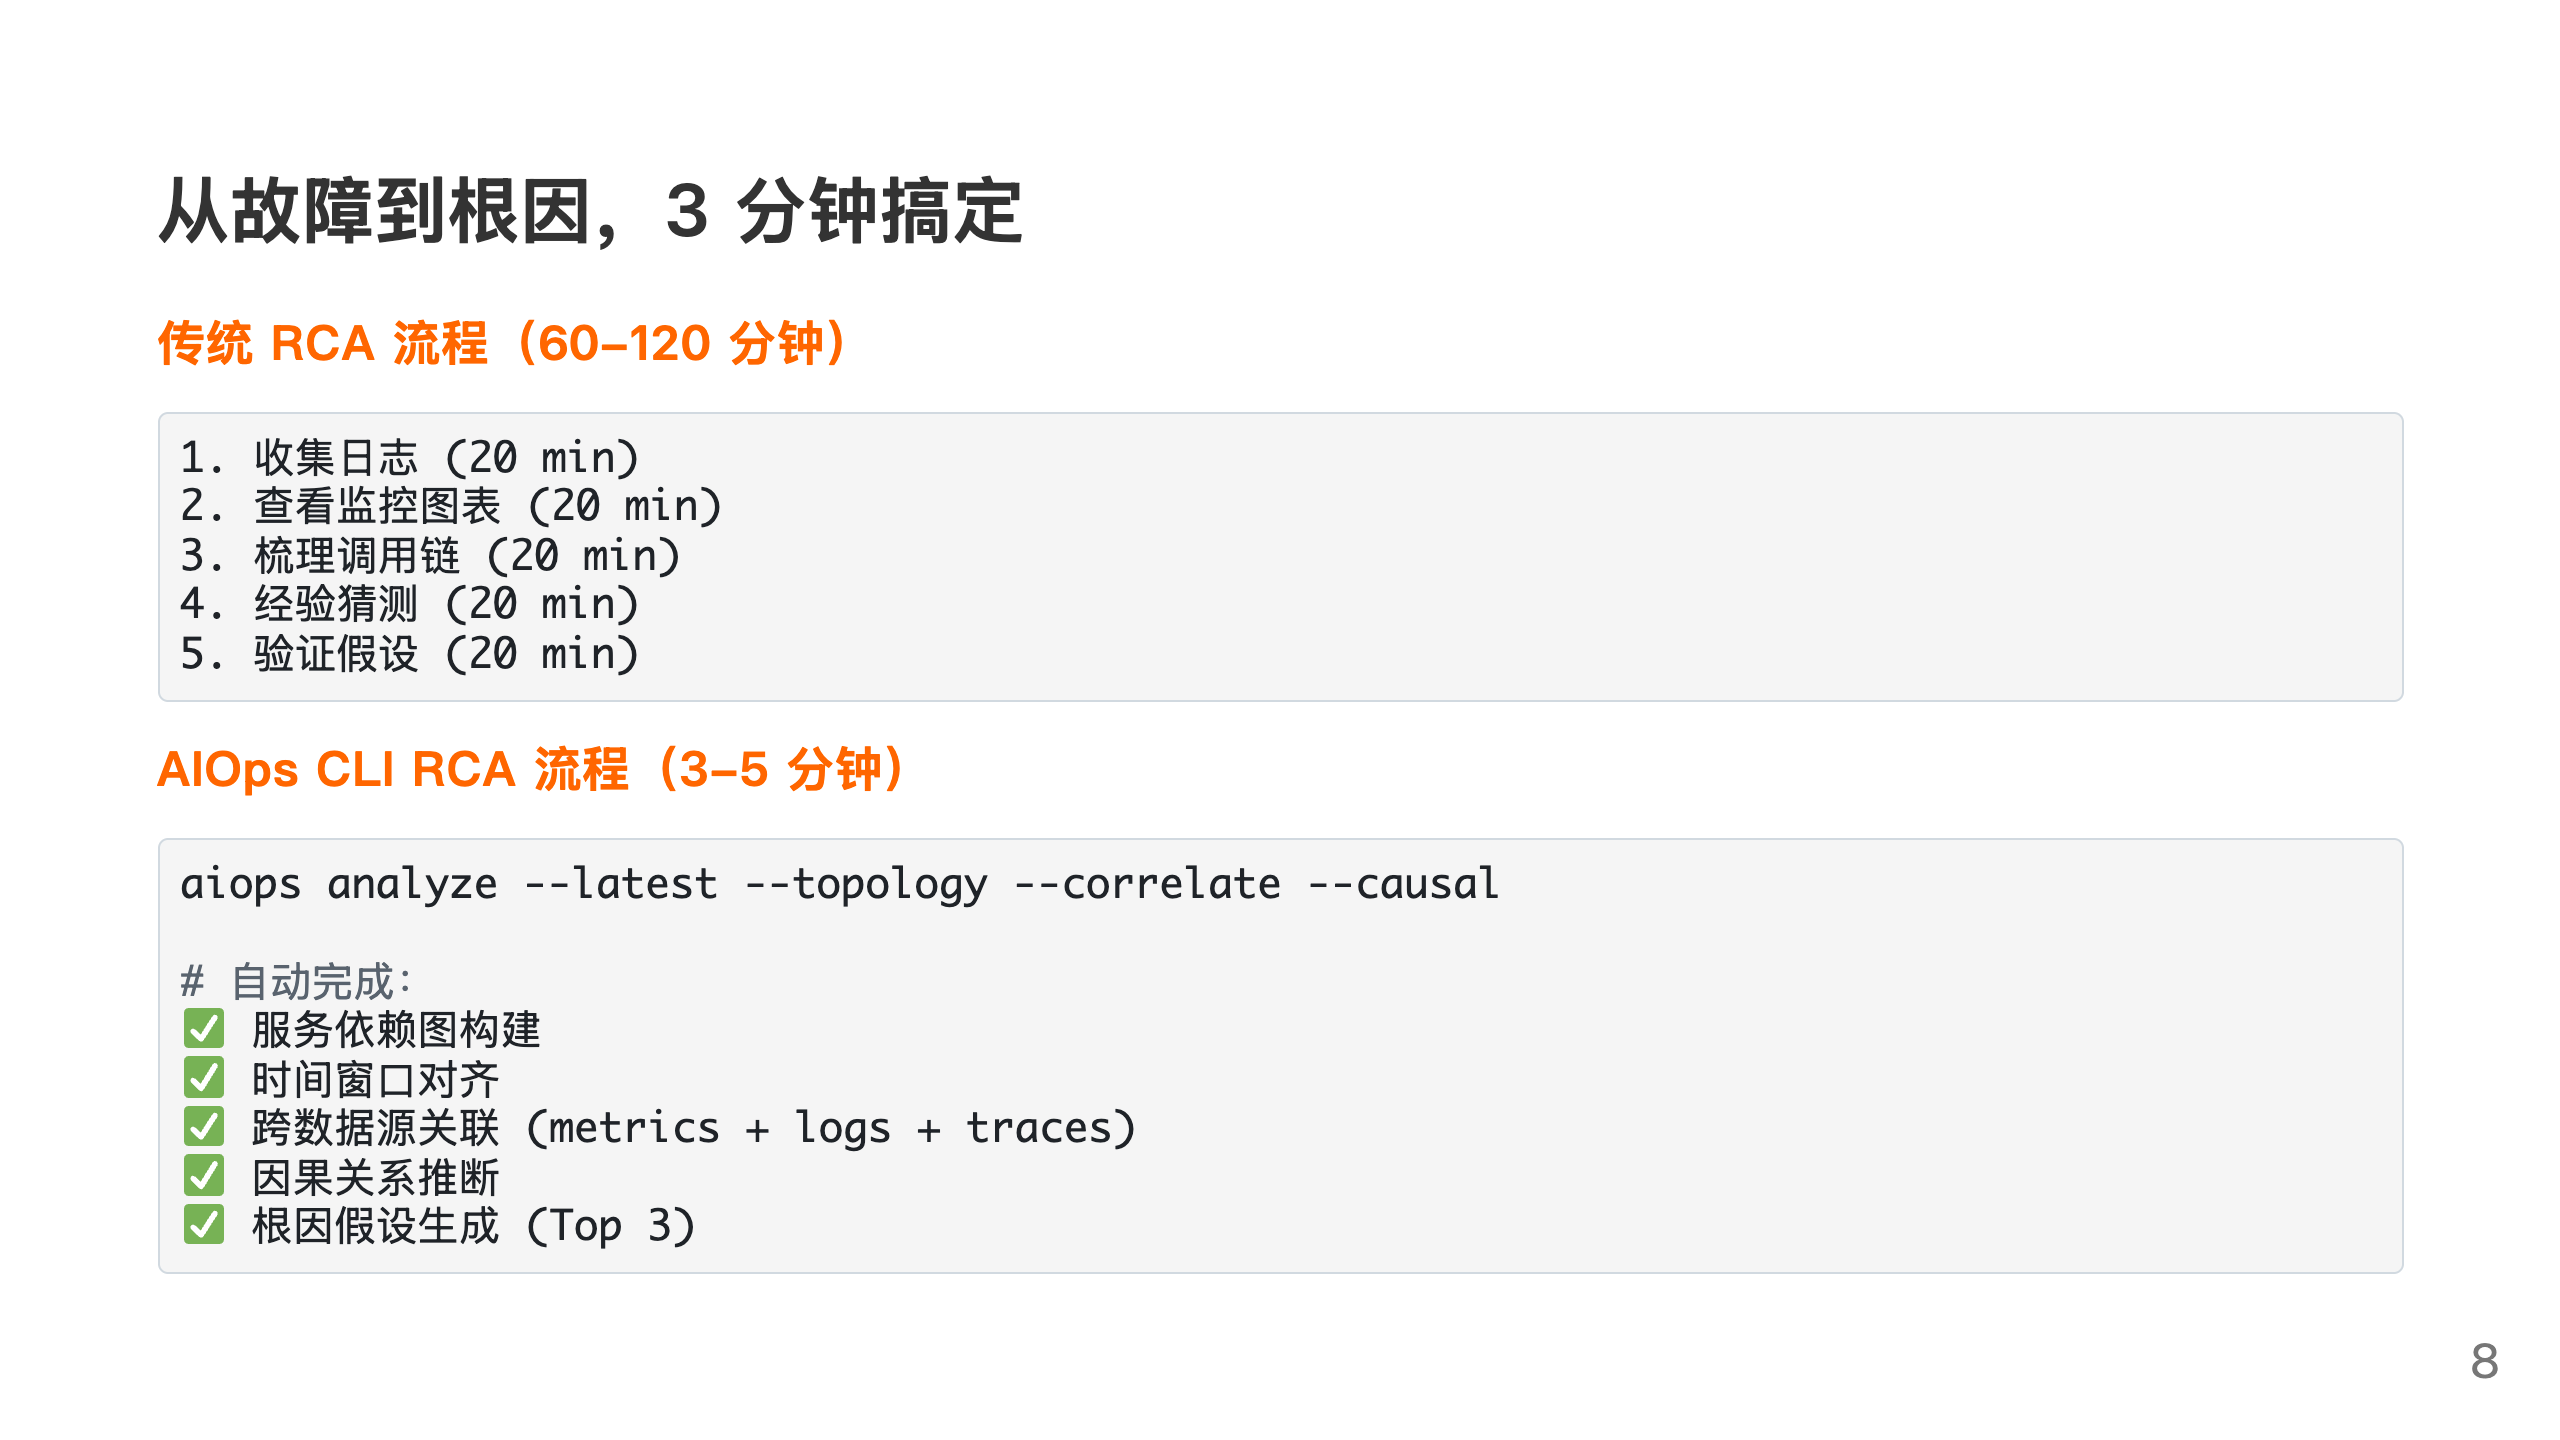 从故障到根因，3 分钟搞定
传统 RCA 流程（60–120 分钟）
1. 收集日志 (20 min)
2. 查看监控图表 (20 min)
3. 梳理调用链 (20 min)
4. 经验猜测 (20 min)
5. 验证假设 (20 min)
AIOps CLI RCA 流程（3–5 分钟）
aiops analyze --latest --topology --correlate --causal
# 自动完成：
✅ 服务依赖图构建
✅ 时间窗口对齐
✅ 跨数据源关联 (metrics + logs + traces)
✅ 因果关系推断
✅ 根因假设生成 (Top 3)
8